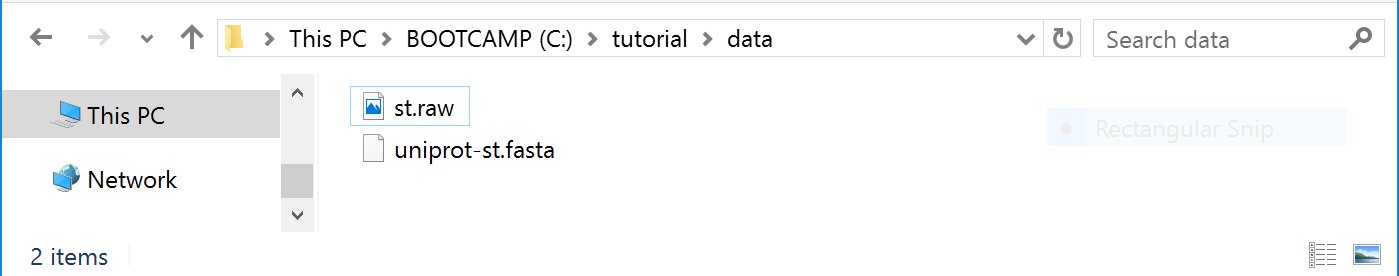 This PC BOOTCAMP (C:) tutorial data Search data
This PC
Network
st.raw
uniprot-st.fasta
Rectangular Snip
2 items